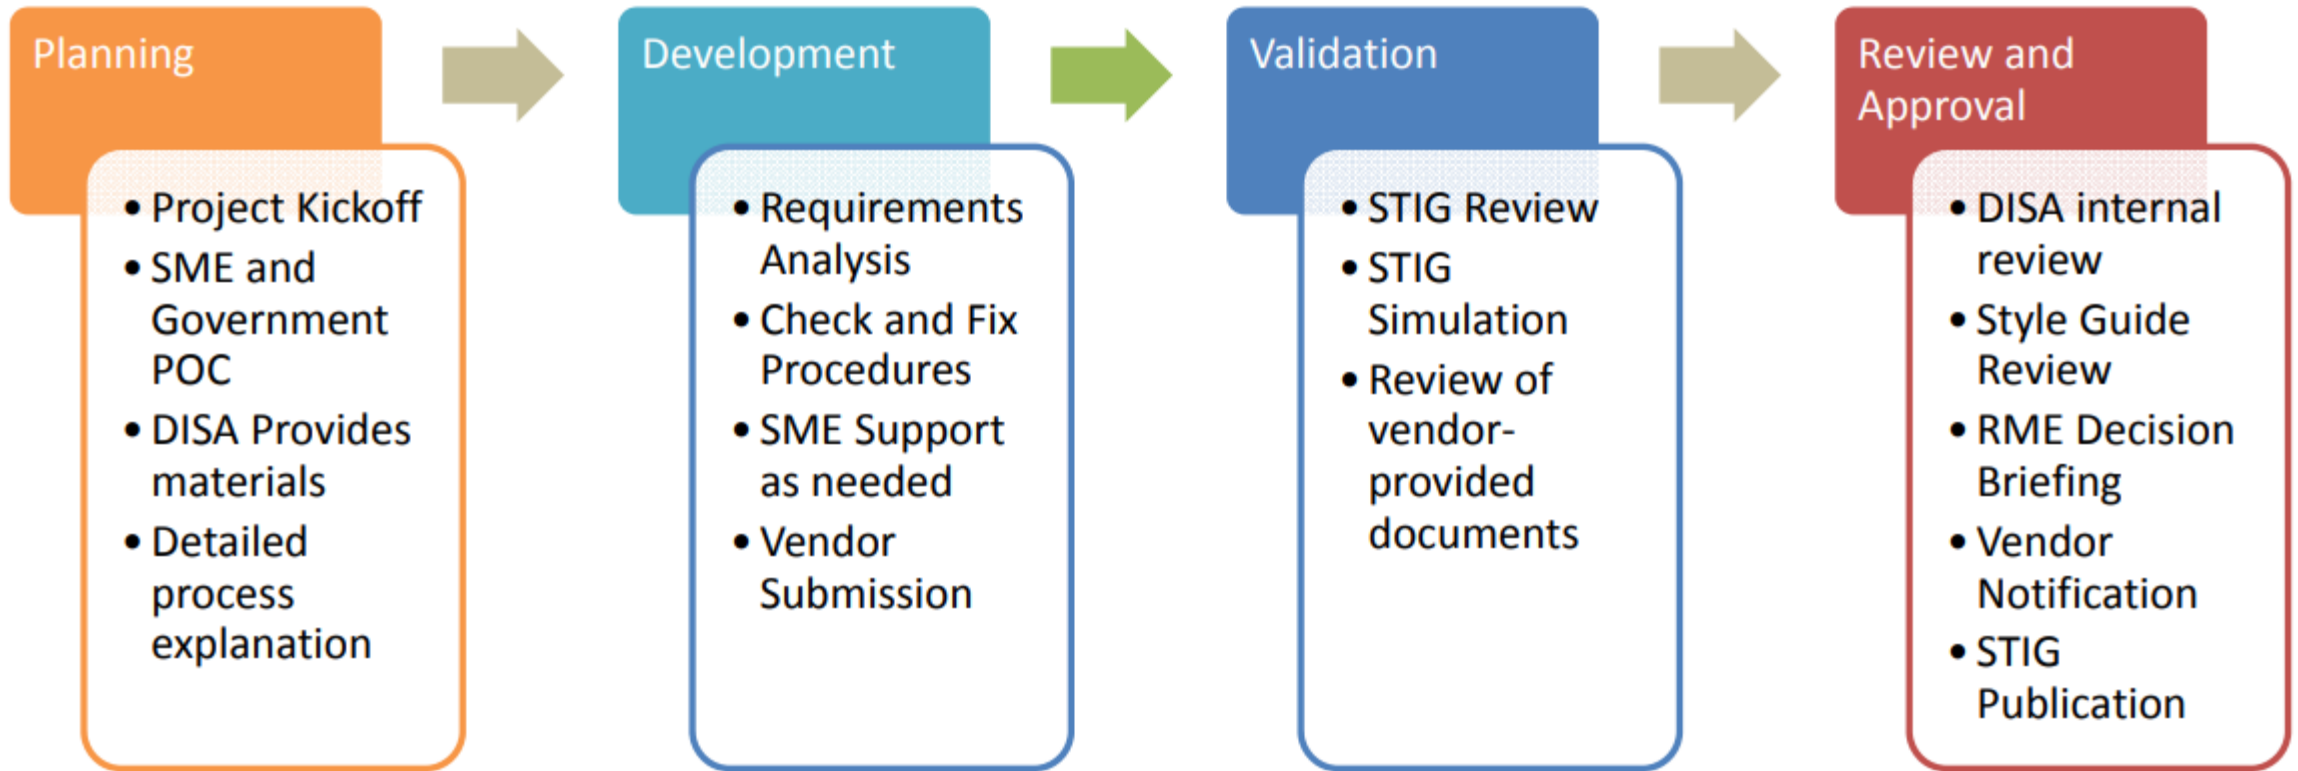 Planning
• Project Kickoff
• SME and
Government
POC
• DISA Provides
materials
• Detailed
process
explanation
Development
• Requirements
Analysis
• Check and Fix
Procedures
• SME Support
as needed
• Vendor
Submission
Validation
• STIG Review
• STIG
Simulation
• Review of
vendor-
provided
documents
Review and
Approval
• DISA internal
review
• Style Guide
Review
• RME Decision
Briefing
• Vendor
Notification
• STIG
Publication